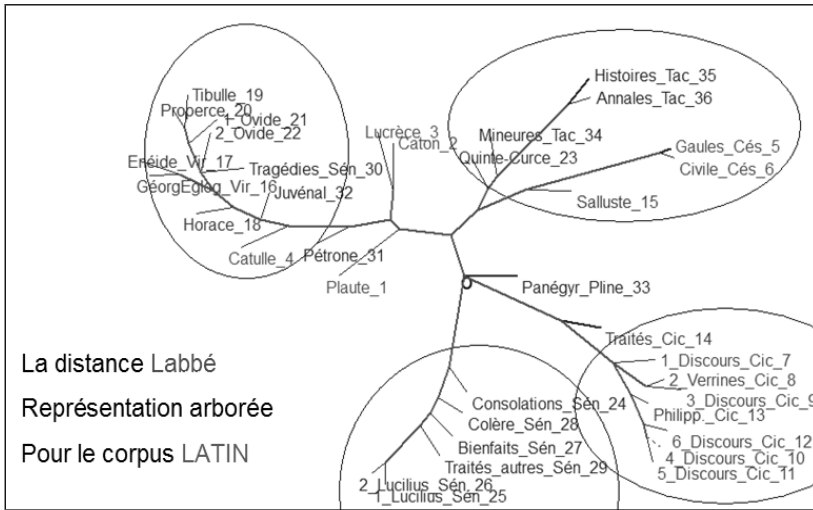 Tibulle_19
Properce_20
1_Ovide_21
2_Ovide_22
Enéide_Vir_17
Tragédies_Sén_30
GéorgEglog_Vir_16
Juvénal_32
Horace_18
Catulle_4
Pétrone_31
Plaute_1
Lucrèce_3
Caton_2
Histoires_Tac_35
Annales_Tac_36
Mineures_Tac_34
Quinte-Curce_23
Gaules_Cés_5
Civile_Cés_6
Salluste_15
Panégyr_Pline_33
Traités_Cic_14
1_Discours_Cic_7
2_Verrines_Cic_8
3_Discours_Cic_9
Philipp._Cic_13
6_Discours_Cic_12
4_Discours_Cic_10
5_Discours_Cic_11
Consolations_Sén_24
Colère_Sén_28
Bienfaits_Sén_27
Traités_autres_Sén_29
2_Lucilius_Sén_26
1_Lucilius_Sén_25
La distance Labbé
Représentation arborée
Pour le corpus LATIN